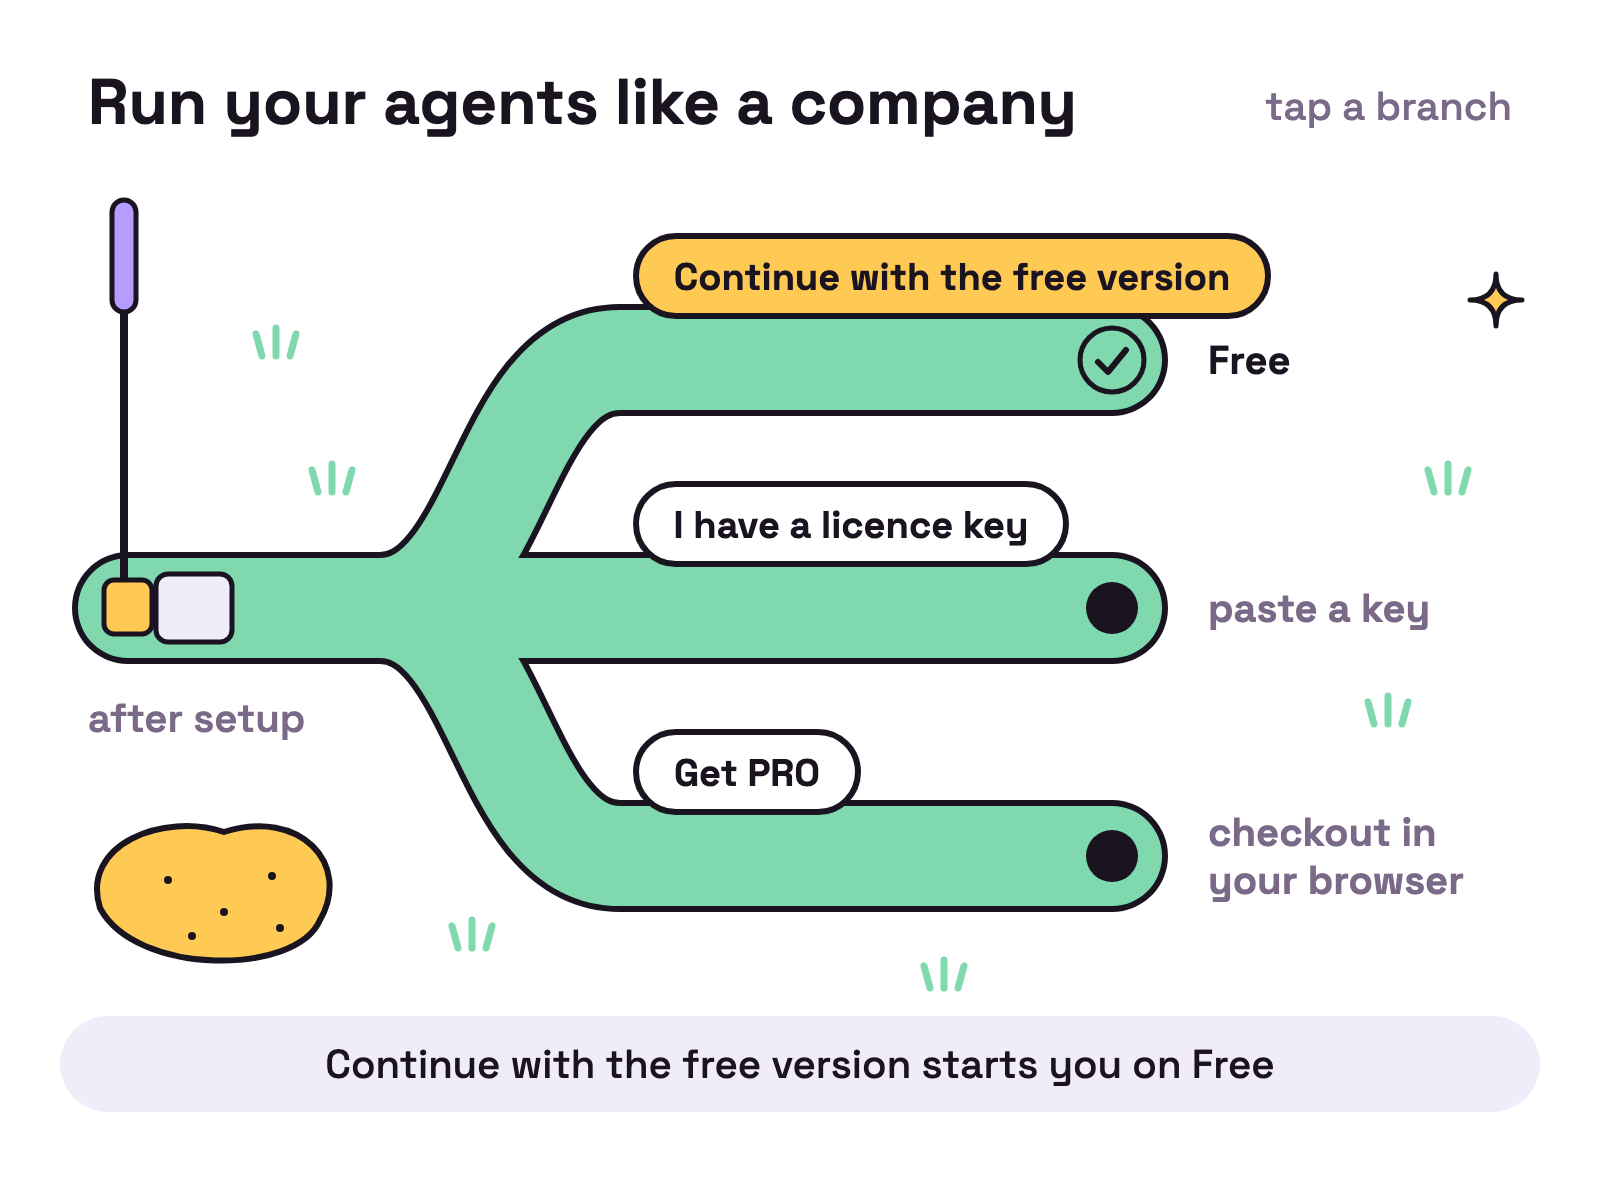 Run your agents like a company
tap a branch
Continue with the free version
Free
I have a licence key
paste a key
after setup
Get PRO
checkout in
your browser
Continue with the free version starts you on Free